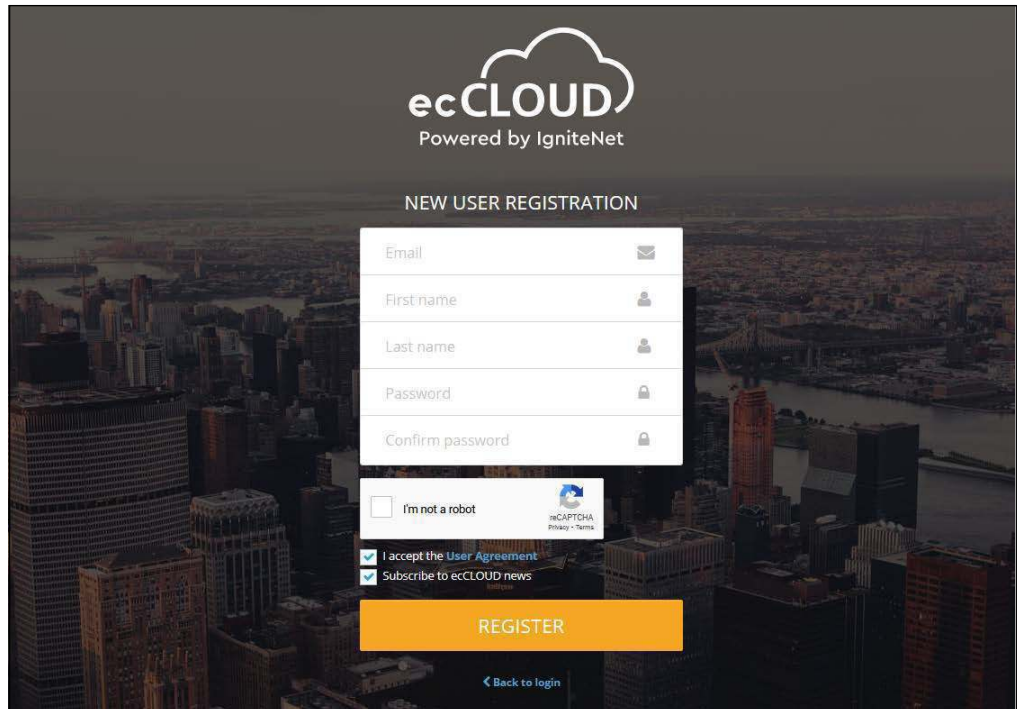 ecCLOUD
Powered by IgniteNet
NEW USER REGISTRATION
Email
First name
Last name
Password
Confirm password
I'm not a robot
reCAPTCHA
Privacy - Terms
I accept the User Agreement
Subscribe to ecCLOUD news
REGISTER
Back to login